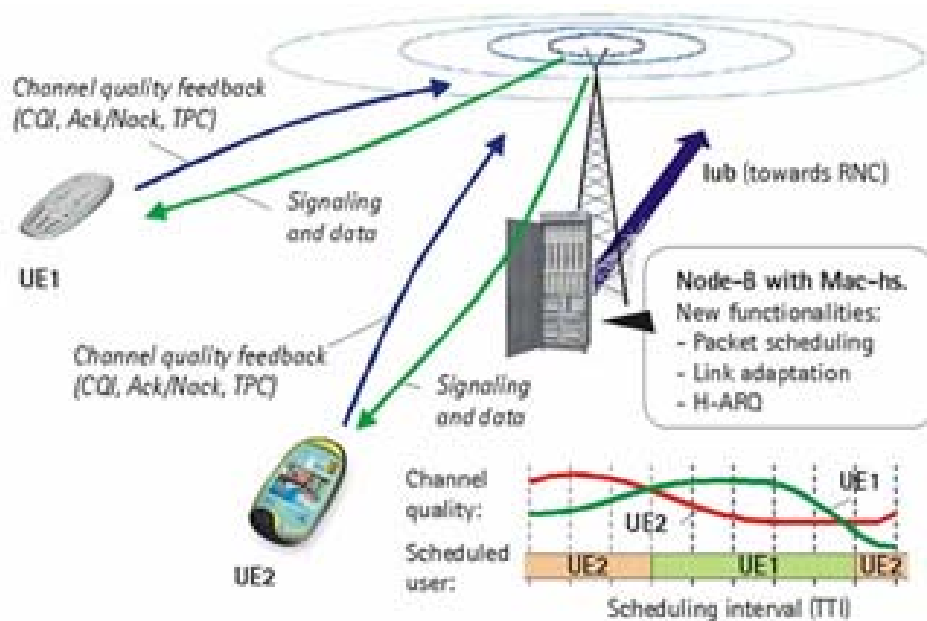 Channel quality feedback
(CQI, Ack/Nack, TPC)
UE1
Signaling
and data
Iub (towards RNC)
Node-B with Mac-hs.
New functionalities:
- Packet scheduling
- Link adaptation
- H-ARQ
Channel quality feedback
(CQI, Ack/Nack, TPC)
Signaling
and data
UE2
Channel
quality:
UE1
UE2
Scheduled
user:
UE2
UE1
UE2
Scheduling interval (TTI)